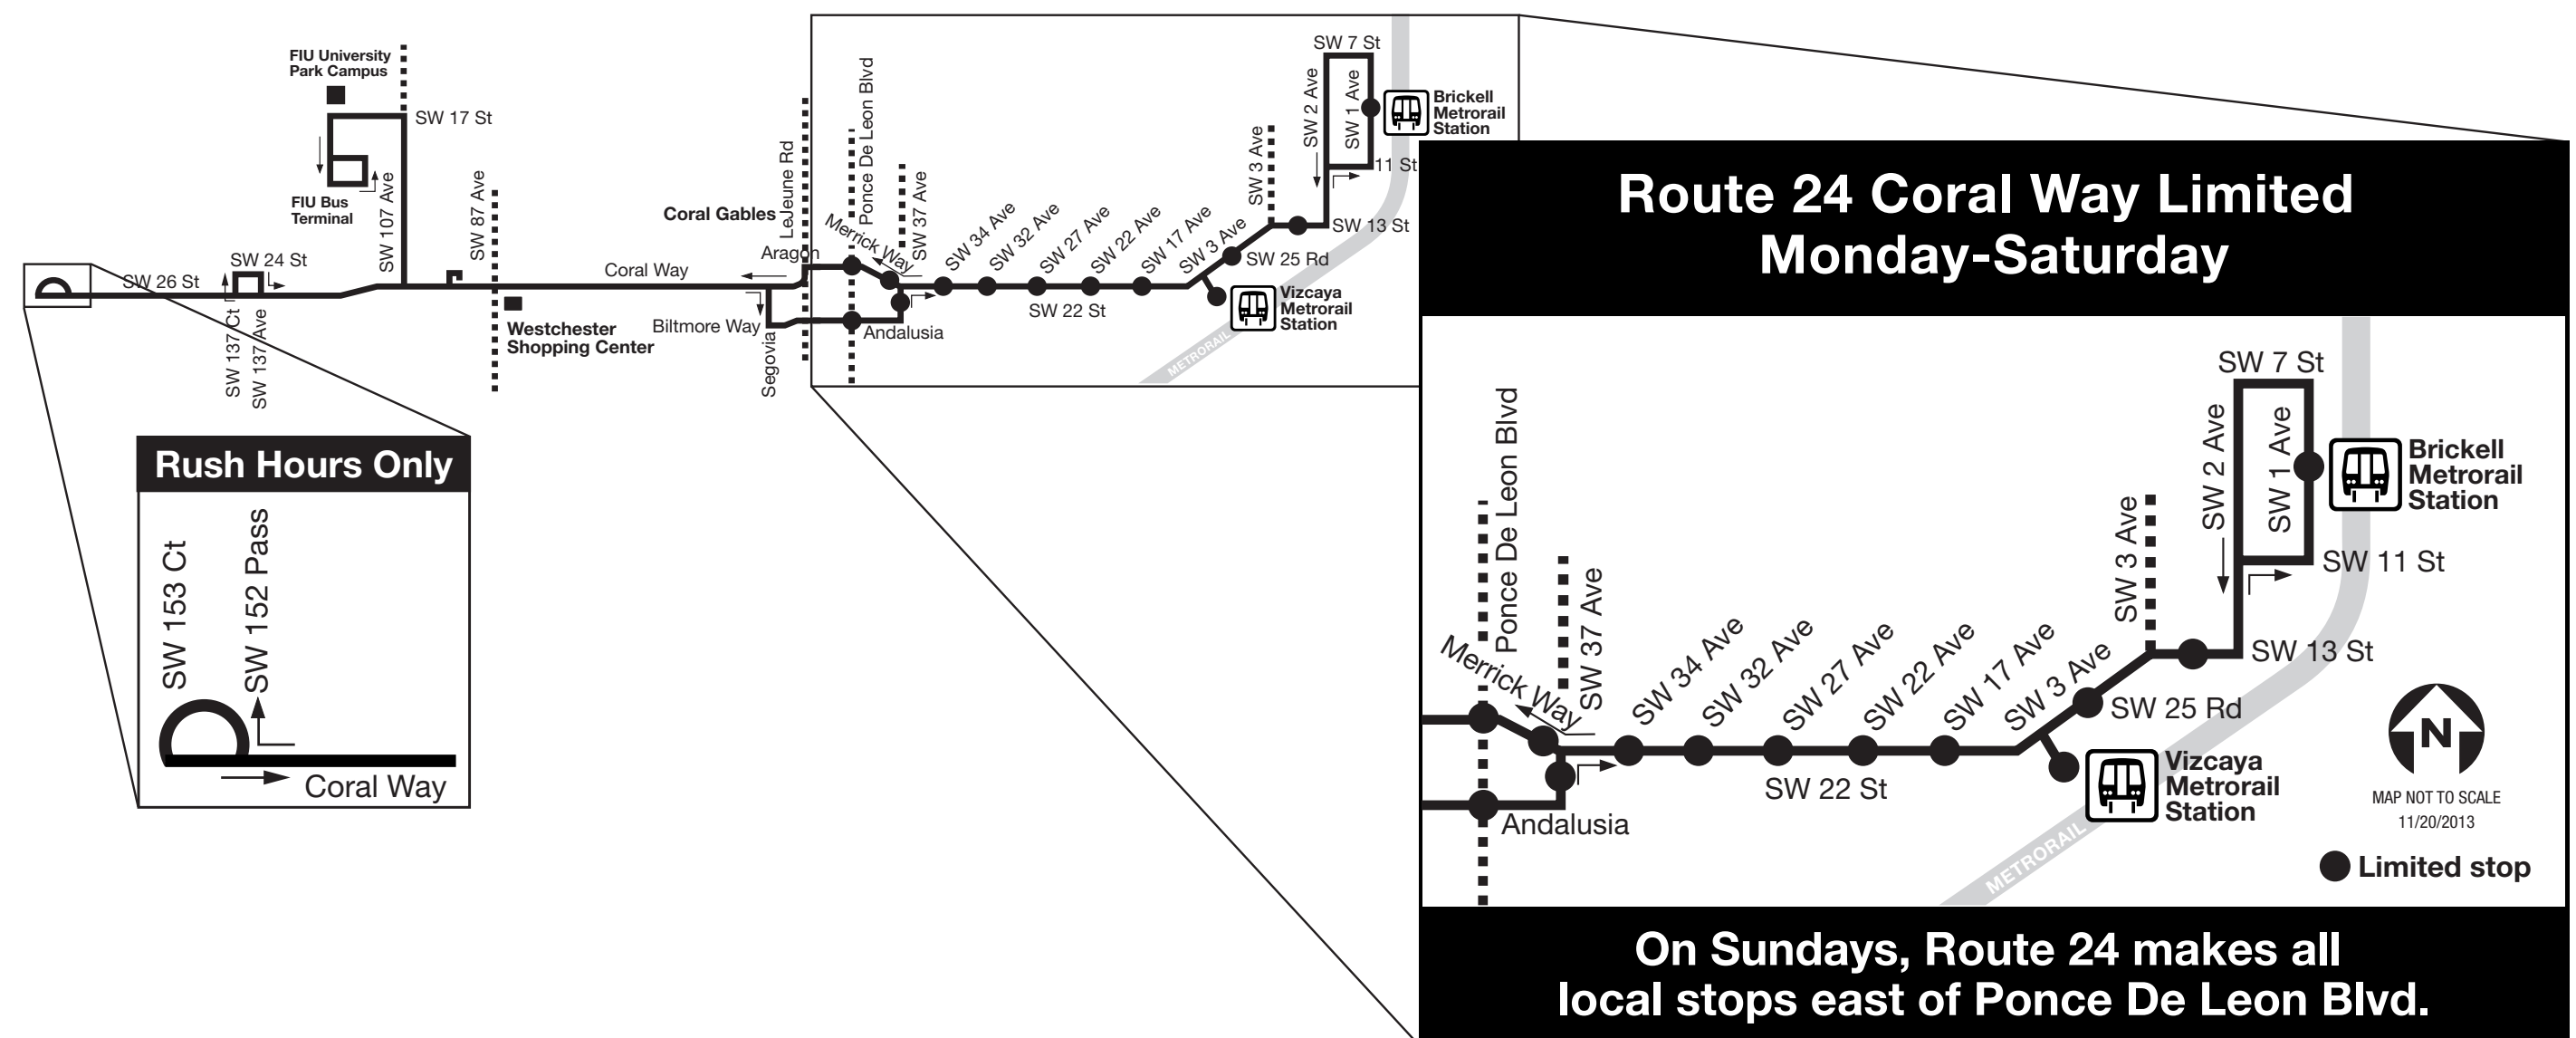 FIU University
Park Campus
SW 17 St
FIU Bus
Terminal
SW 107 Ave
SW 87 Ave
SW 24 St
SW 26 St
SW 137 Ct
SW 137 Ave
Westchester
Shopping Center
Coral Way
Coral Gables
LeJeune Rd
Aragon
Biltmore Way
Segovia
Ponce De Leon Blvd
Merrick Way
SW 37 Ave
Andalusia
SW 34 Ave
SW 32 Ave
SW 27 Ave
SW 22 Ave
SW 17 Ave
SW 3 Ave
SW 22 St
SW 25 Rd
SW 3 Ave
SW 13 St
SW 7 St
SW 2 Ave
SW 1 Ave
11 St
Brickell
Metrorail
Station
Vizcaya
Metrorail
Station
METRORAIL
Rush Hours Only
SW 153 Ct
SW 152 Pass
Coral Way
Route 24 Coral Way Limited
Monday-Saturday
SW 7 St
Ponce De Leon Blvd
SW 2 Ave
SW 1 Ave
Brickell
Metrorail
Station
SW 3 Ave
SW 11 St
SW 37 Ave
Merrick Way
SW 34 Ave
SW 32 Ave
SW 27 Ave
SW 22 Ave
SW 17 Ave
SW 3 Ave
SW 13 St
SW 25 Rd
SW 22 St
Andalusia
Vizcaya
Metrorail
Station
METRORAIL
N
MAP NOT TO SCALE
11/20/2013
Limited stop
On Sundays, Route 24 makes all
local stops east of Ponce De Leon Blvd.